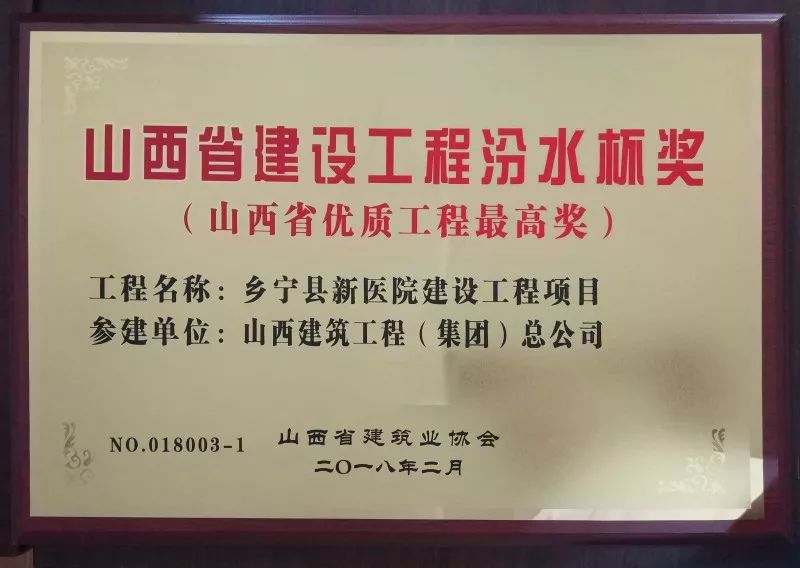 山西省建设工程汾水杯奖
（山西省优质工程最高奖）
工程名称：乡宁县新医院建设工程项目
参建单位：山西建筑工程（集团）总公司
NO.018003-1
山西省建筑业协会
二〇一八年二月